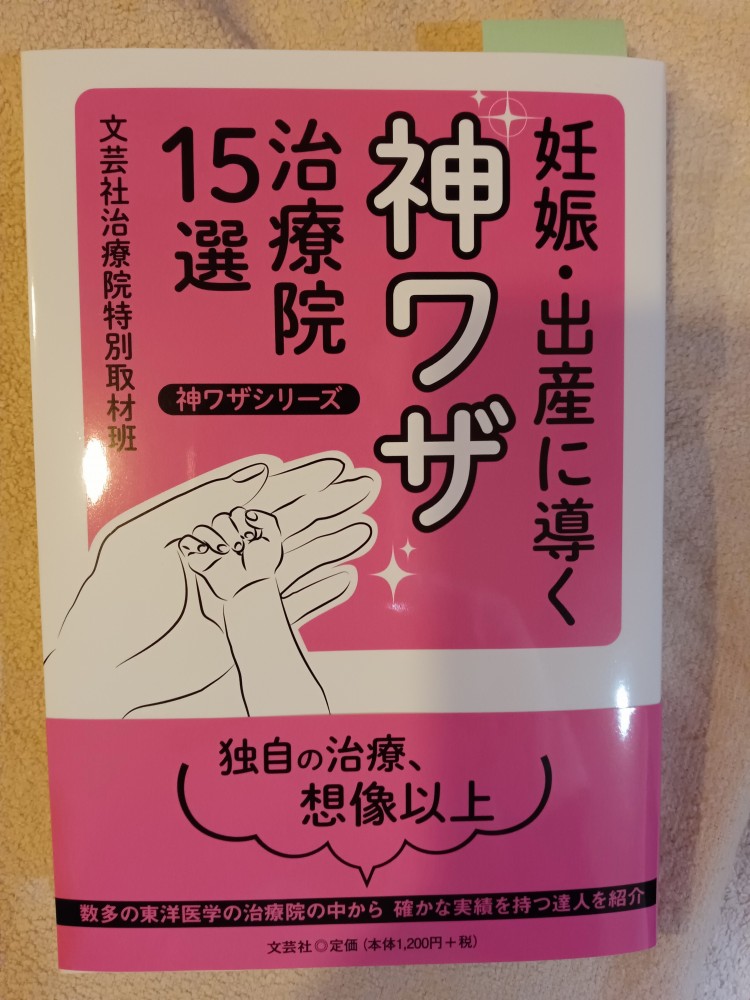 妊娠・出産に導く
神ワザ
治療院
15選
神ワザシリーズ
文芸社治療院特別取材班
独自の治療、
想像以上
数多の東洋医学の治療院の中から 確かな実績を持つ達人を紹介
文芸社◎定価（本体1,200円＋税）